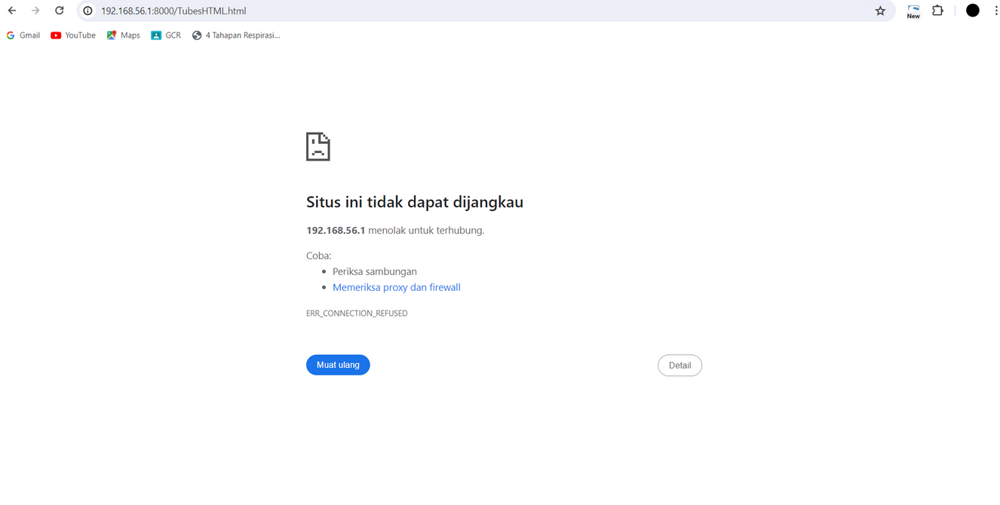 192.168.56.1:8000/TubesHTML.html
New
Gmail YouTube Maps GCR 4 Tahapan Respirasi...
Situs ini tidak dapat dijangkau
192.168.56.1 menolak untuk terhubung.
Coba:
Periksa sambungan
Memeriksa proxy dan firewall
ERR_CONNECTION_REFUSED
Muat ulang Detail